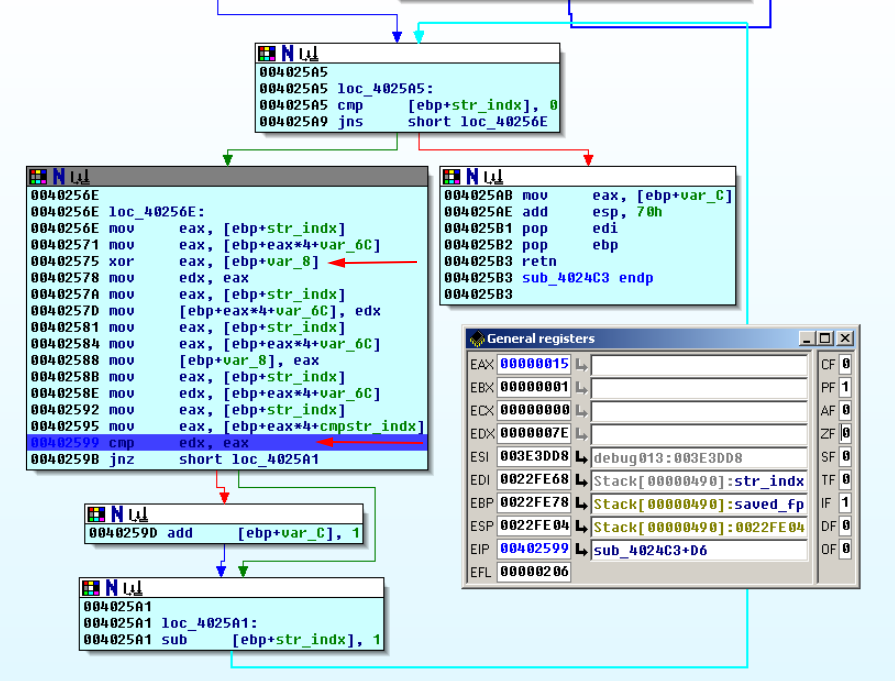 004025A5
004025A5 loc_4025A5:
004025A5 cmp [ebp+str_indx], 0
004025A9 jns short loc_40256E
0040256E
0040256E loc_40256E:
0040256E mov eax, [ebp+str_indx]
00402571 mov eax, [ebp+eax*4+var_6C]
00402575 xor eax, [ebp+var_8]
00402578 mov edx, eax
0040257A mov eax, [ebp+str_indx]
0040257D mov [ebp+eax*4+var_6C], edx
00402581 mov eax, [ebp+str_indx]
00402584 mov eax, [ebp+eax*4+var_6C]
00402588 mov [ebp+var_8], eax
0040258B mov eax, [ebp+str_indx]
0040258E mov edx, [ebp+eax*4+var_6C]
00402592 mov eax, [ebp+str_indx]
00402595 mov eax, [ebp+eax*4+cmpstr_indx]
00402599 cmp edx, eax
0040259B jnz short loc_4025A1
004025AB mov eax, [ebp+var_C]
004025AE add esp, 70h
004025B1 pop edi
004025B2 pop ebp
004025B3 retn
004025B3 sub_4024C3 endp
004025B3
0040259D add [ebp+var_C], 1
004025A1
004025A1 loc_4025A1:
004025A1 sub [ebp+str_indx], 1
General registers
EAX 00000015 CF 0
EBX 00000001 PF 1
ECX 00000000 AF 0
EDX 0000007E ZF 0
ESI 003E3DD8 debug013:003E3DD8 SF 0
EDI 0022FE68 Stack[00000490]:str_indx TF 0
EBP 0022FE78 Stack[00000490]:saved_fp IF 1
ESP 0022FE04 Stack[00000490]:0022FE04 DF 0
EIP 00402599 sub_4024C3+D6 OF 0
EFL 00000206